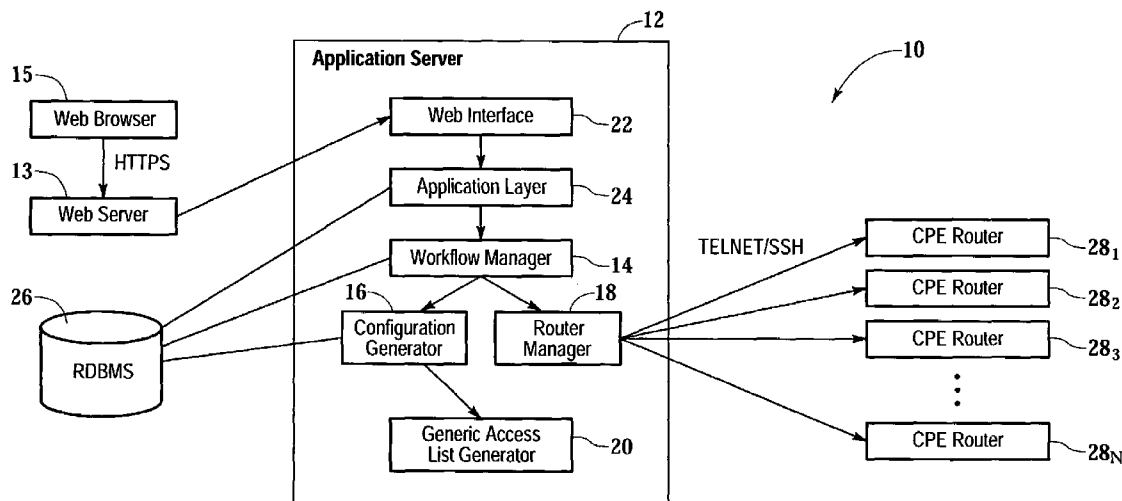 12
Application Server
10
15
Web Browser
Web Interface
22
HTTPS
13
Web Server
Application Layer
24
TELNET/SSH
CPE Router
28₁
Workflow Manager
14
26
16
18
CPE Router
28₂
RDBMS
Configuration
Generator
Router
Manager
CPE Router
28₃
Generic Access
List Generator
20
CPE Router
28N